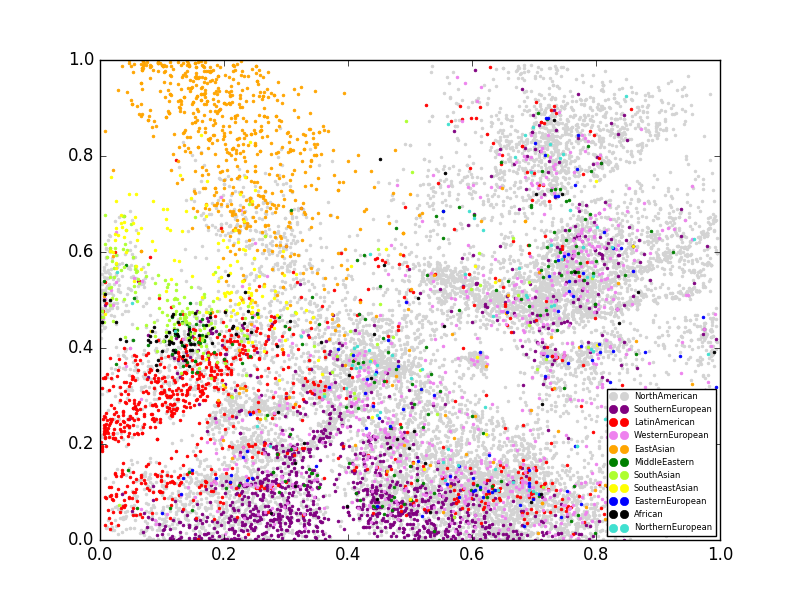 1.0
0.8
0.6
0.4
0.2
0.0
0.0 0.2 0.4 0.6 0.8 1.0
NorthAmerican
SouthernEuropean
LatinAmerican
WesternEuropean
EastAsian
MiddleEastern
SouthAsian
SoutheastAsian
EasternEuropean
African
NorthernEuropean